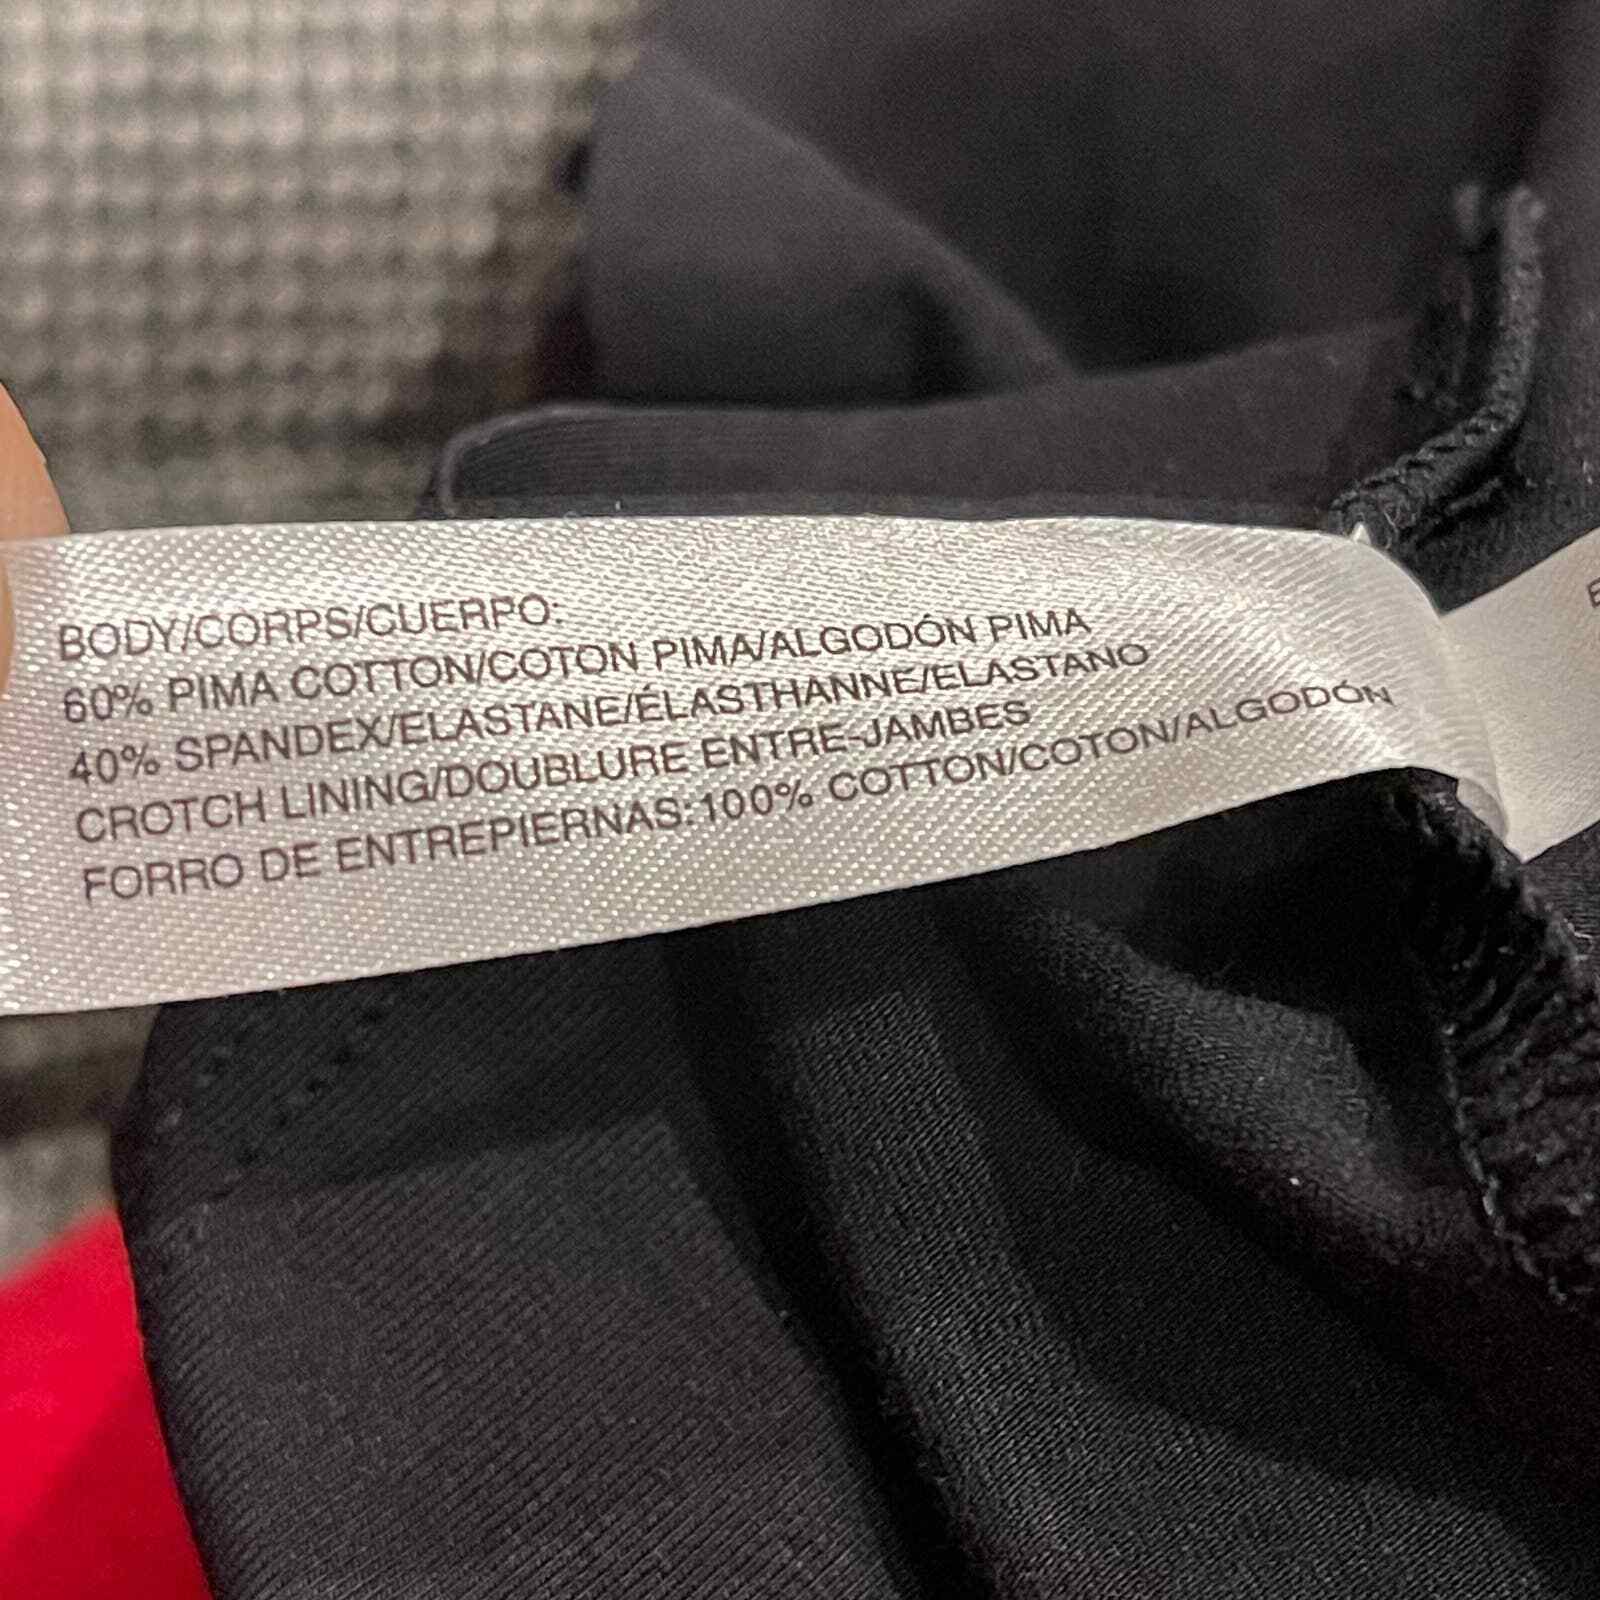 BODY/CORPS/CUERPO:
60% PIMA COTTON/COTON PIMA/ALGODÓN PIMA
40% SPANDEX/ELASTANE/ÉLASTHANNE/ELASTANO
CROTCH LINING/DOUBLURE ENTRE-JAMBES
FORRO DE ENTREPIERNAS:100% COTTON/COTON/ALGODÓN